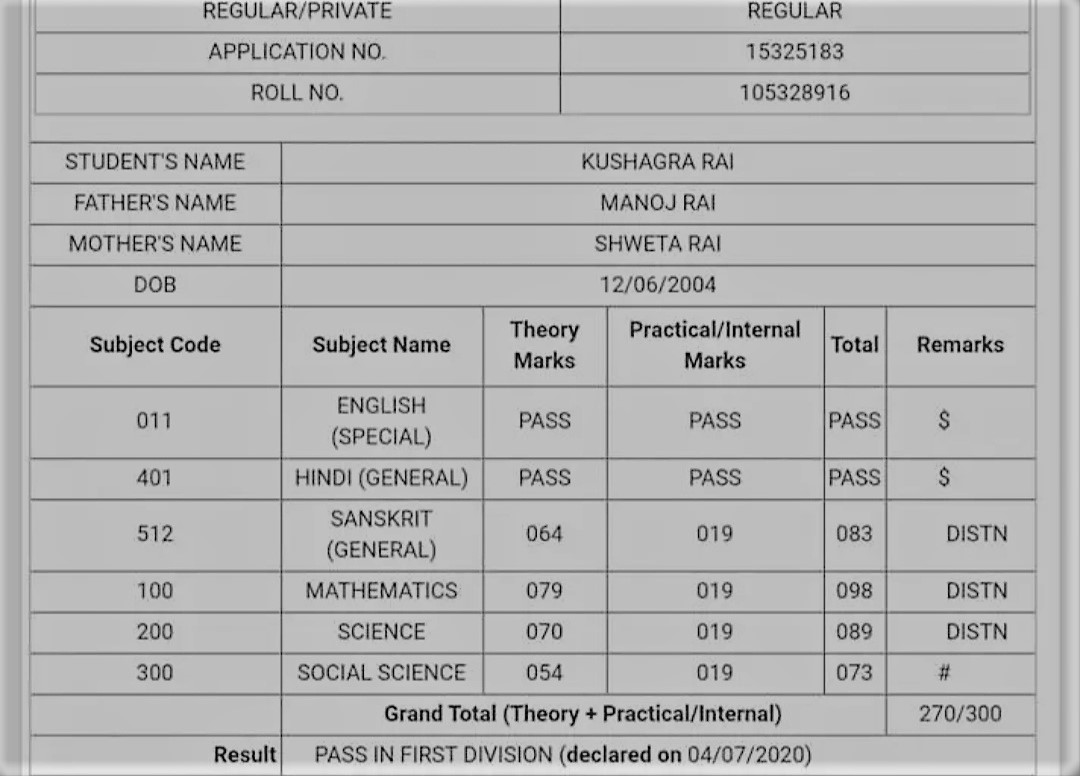 REGULAR/PRIVATE REGULAR
APPLICATION NO. 15325183
ROLL NO. 105328916
STUDENT'S NAME KUSHAGRA RAI
FATHER'S NAME MANOJ RAI
MOTHER'S NAME SHWETA RAI
DOB 12/06/2004
Subject Code Subject Name Theory Marks Practical/Internal Marks Total Remarks
011 ENGLISH (SPECIAL) PASS PASS PASS $
401 HINDI (GENERAL) PASS PASS PASS $
512 SANSKRIT (GENERAL) 064 019 083 DISTN
100 MATHEMATICS 079 019 098 DISTN
200 SCIENCE 070 019 089 DISTN
300 SOCIAL SCIENCE 054 019 073 #
Grand Total (Theory + Practical/Internal) 270/300
Result PASS IN FIRST DIVISION (declared on 04/07/2020)